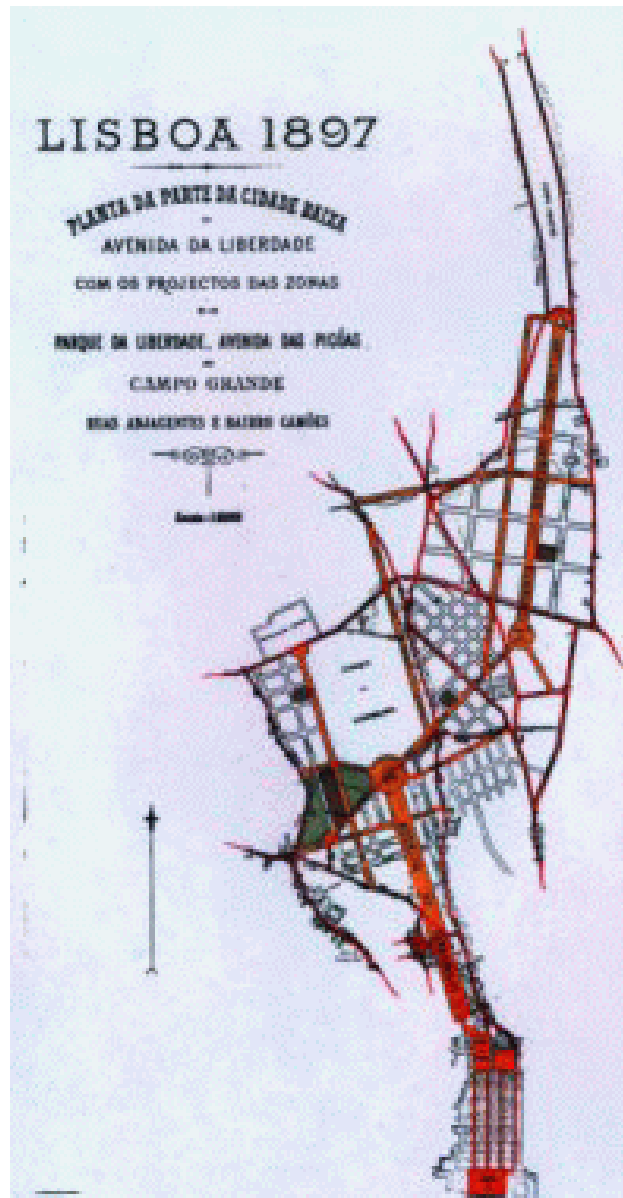 LISBOA 1897
PLANTA DA PARTE DA CIDADE BAIXA
AVENIDA DA LIBERDADE
COM OS PROJECTOS DAS ZONAS
PARQUE DA LIBERDADE, AVENIDA DAS PICOAS
CAMPO GRANDE
RUAS ADJACENTES E BAIRRO CAMÕES